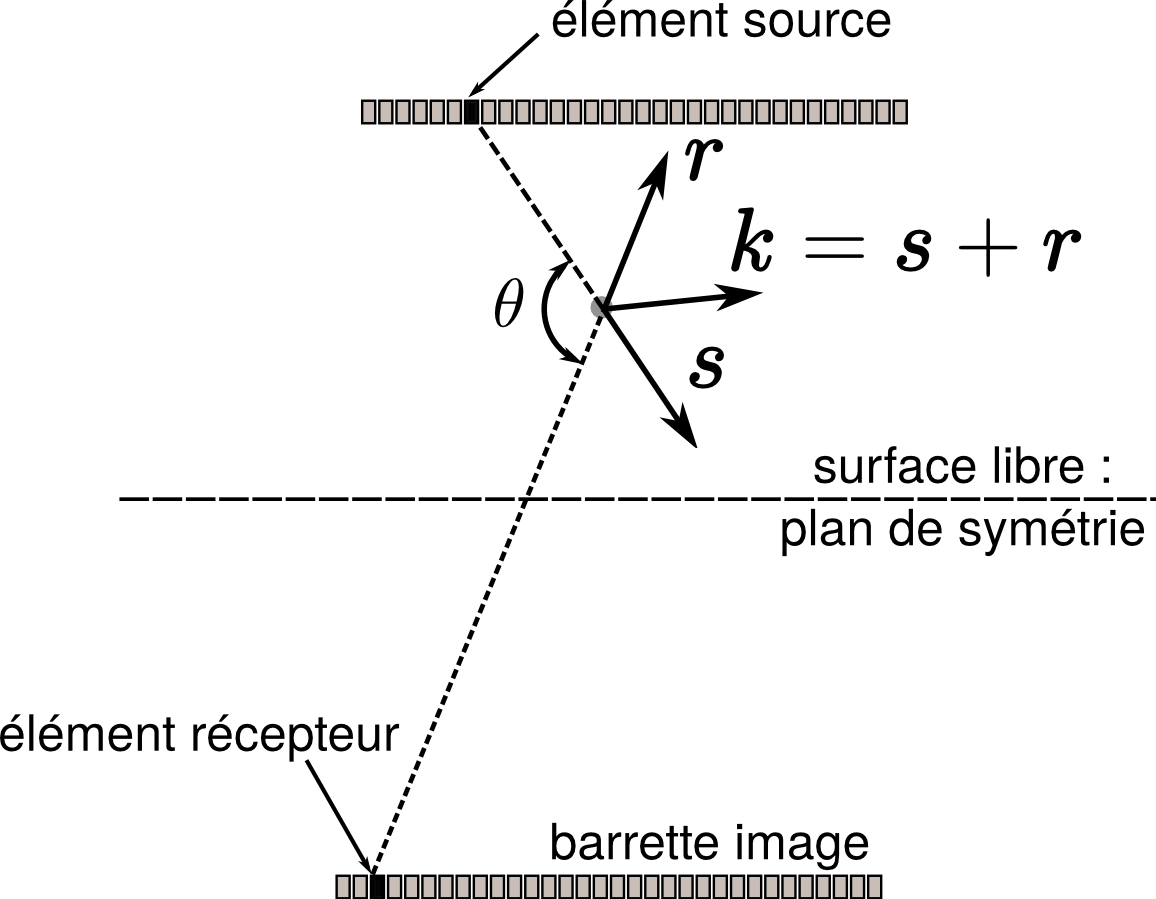 élément source
r
k = s + r
θ
s
surface libre :
plan de symétrie
élément récepteur
barrette image